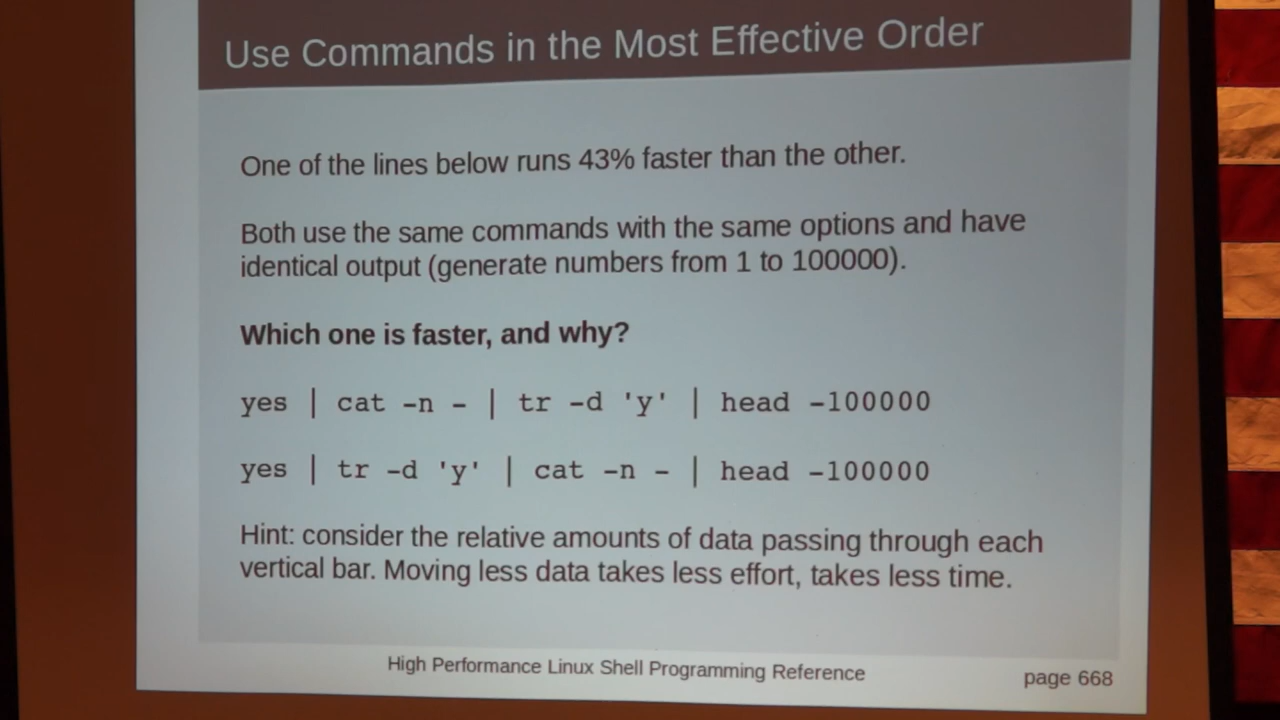 Use Commands in the Most Effective Order
One of the lines below runs 43% faster than the other.
Both use the same commands with the same options and have
identical output (generate numbers from 1 to 100000).
Which one is faster, and why?
yes | cat -n - | tr -d 'y' | head -100000
yes | tr -d 'y' | cat -n - | head -100000
Hint: consider the relative amounts of data passing through each
vertical bar. Moving less data takes less effort, takes less time.
High Performance Linux Shell Programming Reference
page 668